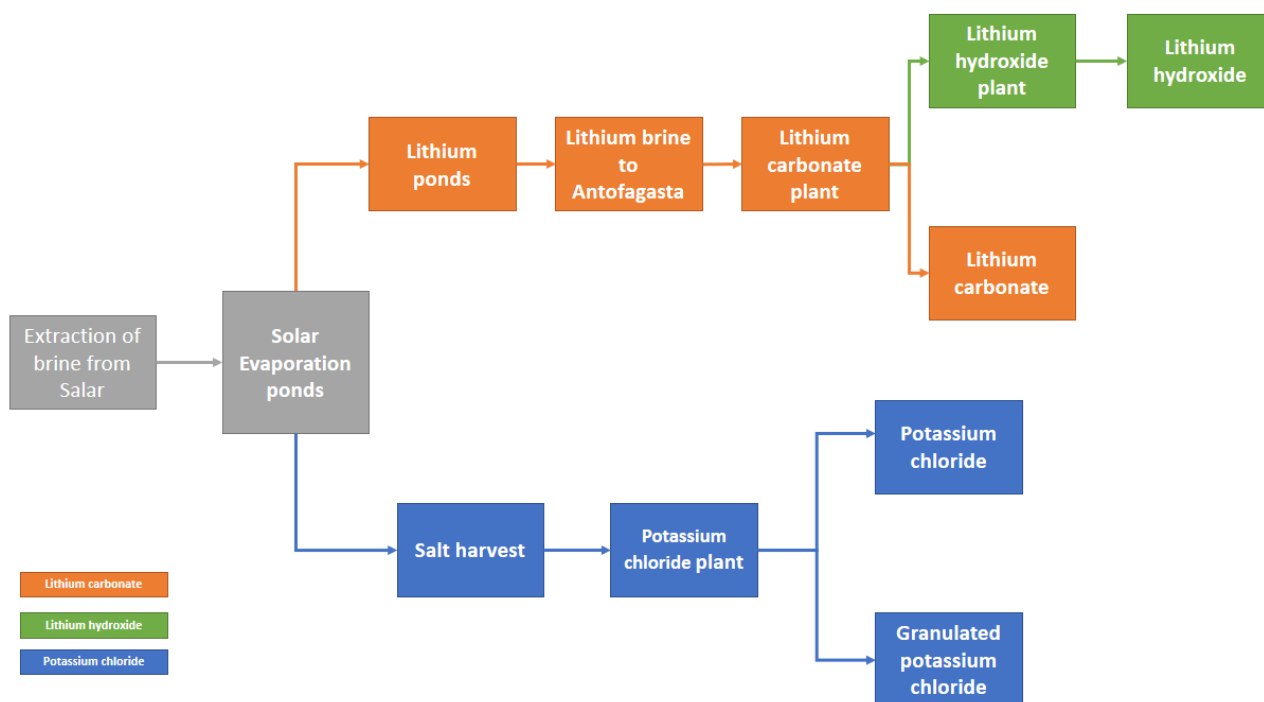 Lithium
hydroxide
plant
Lithium
hydroxide
Lithium
ponds
Lithium brine
to
Antofagasta
Lithium
carbonate
plant
Lithium
carbonate
Extraction of
brine from
Salar
Solar
Evaporation
ponds
Potassium
chloride
Salt harvest
Potassium
chloride plant
Granulated
potassium
chloride
Lithium carbonate
Lithium hydroxide
Potassium chloride